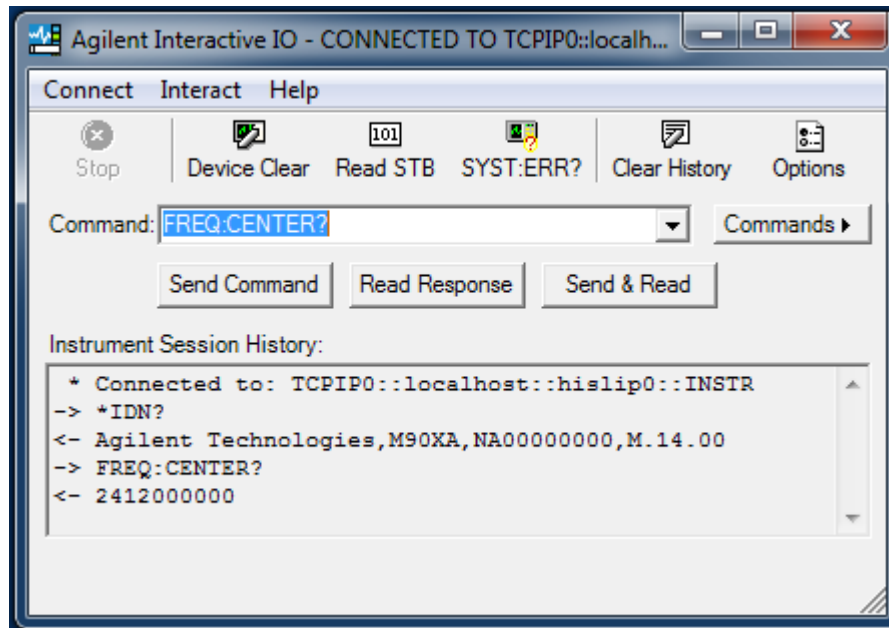 Agilent Interactive IO - CONNECTED TO TCPIP0::localh...
Connect Interact Help
101
Stop Device Clear Read STB SYST:ERR? Clear History Options
Command: FREQ:CENTER? Commands
Send Command Read Response Send & Read
Instrument Session History:
* Connected to: TCPIP0::localhost::hislip0::INSTR
-> *IDN?
<- Agilent Technologies,M90XA,NA00000000,M.14.00
-> FREQ:CENTER?
<- 2412000000